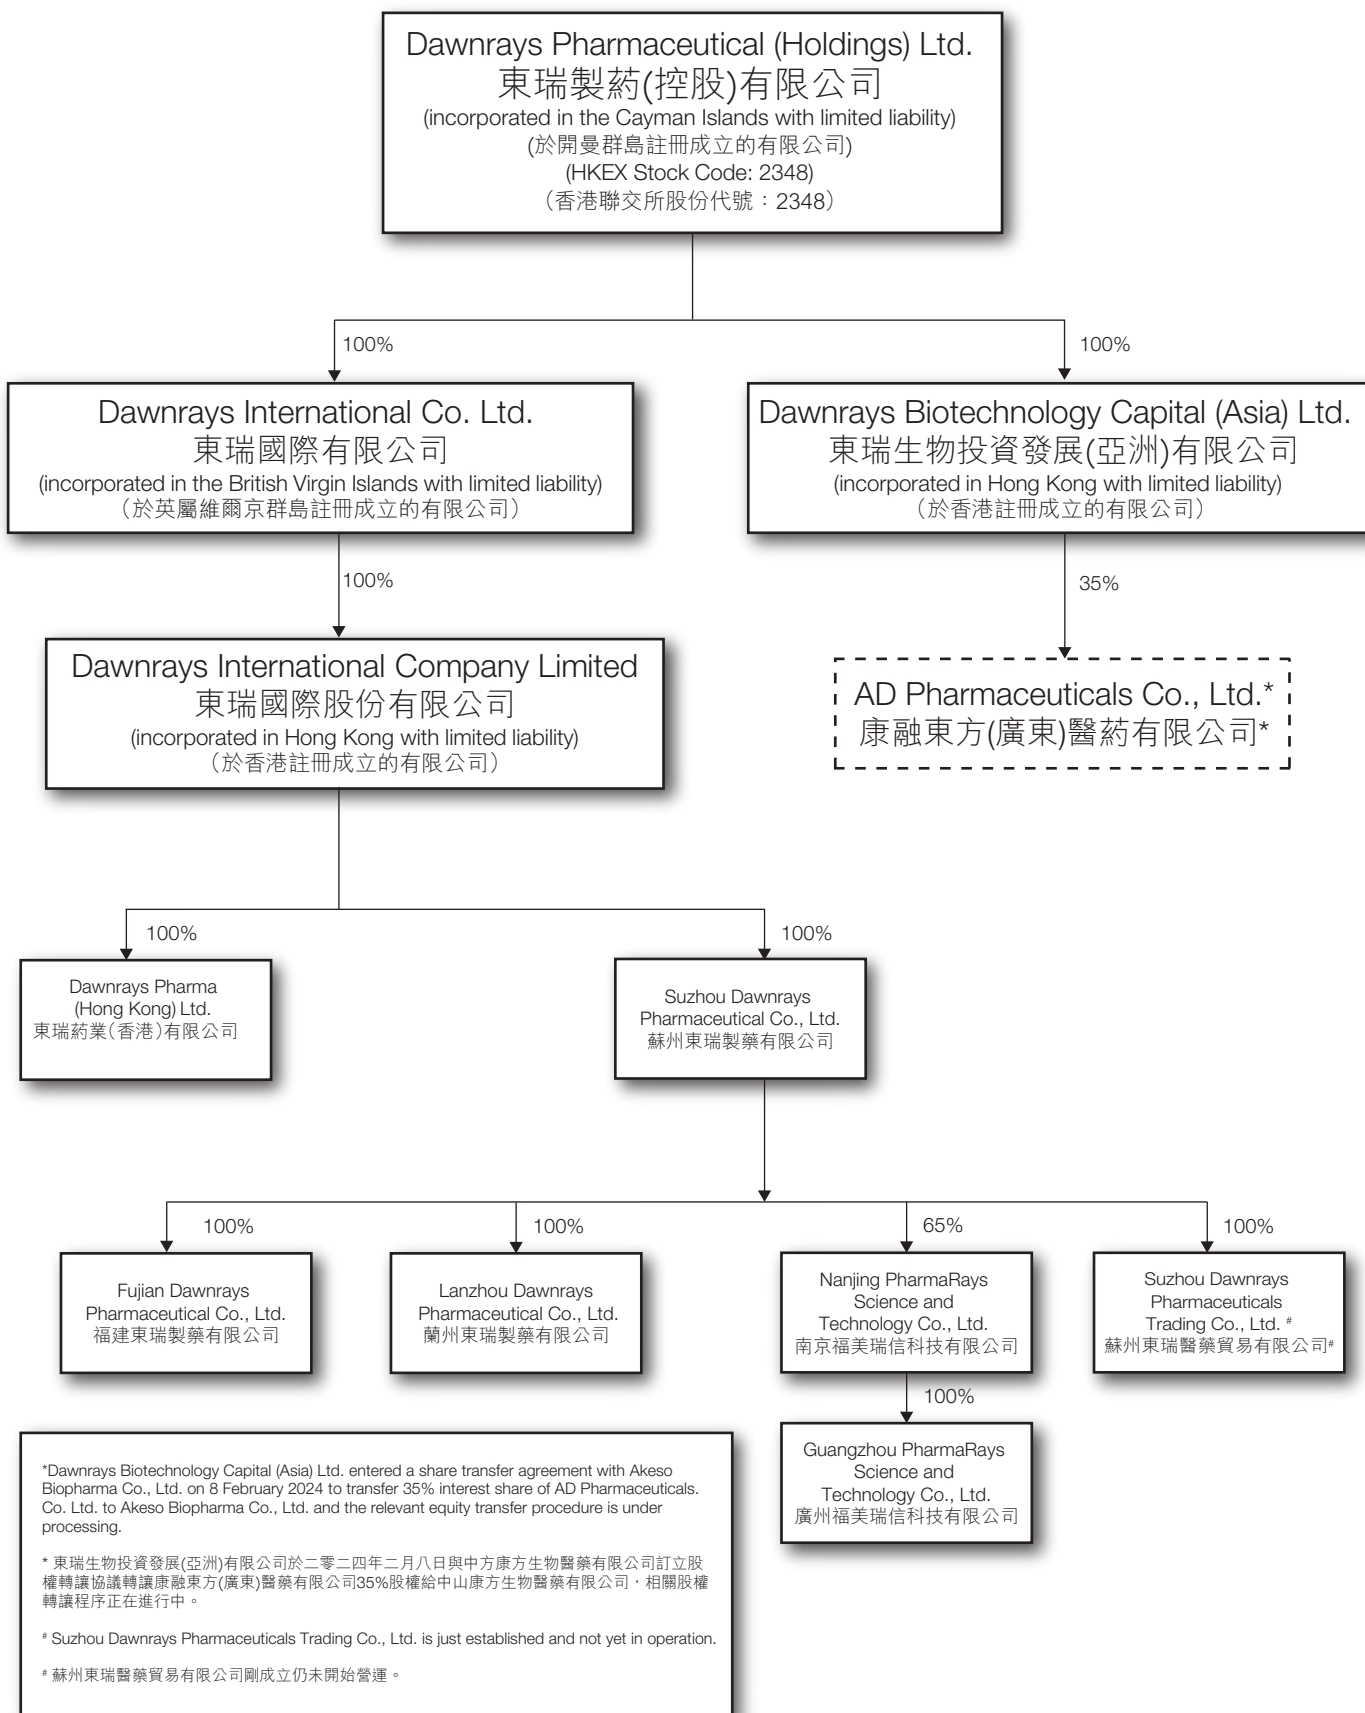 Dawnrays Pharmaceutical (Holdings) Ltd.
東瑞製葯(控股)有限公司
(incorporated in the Cayman Islands with limited liability)
(於開曼群島註冊成立的有限公司)
(HKEX Stock Code: 2348)
（香港聯交所股份代號：2348）
100%
100%
Dawnrays International Co. Ltd.
東瑞國際有限公司
(incorporated in the British Virgin Islands with limited liability)
（於英屬維爾京群島註冊成立的有限公司）
Dawnrays Biotechnology Capital (Asia) Ltd.
東瑞生物投資發展(亞洲)有限公司
(incorporated in Hong Kong with limited liability)
（於香港註冊成立的有限公司）
100%
35%
Dawnrays International Company Limited
東瑞國際股份有限公司
(incorporated in Hong Kong with limited liability)
（於香港註冊成立的有限公司）
AD Pharmaceuticals Co., Ltd.*
康融東方(廣東)醫葯有限公司*
100%
100%
Dawnrays Pharma
(Hong Kong) Ltd.
東瑞葯業(香港)有限公司
Suzhou Dawnrays
Pharmaceutical Co., Ltd.
蘇州東瑞製藥有限公司
100%
100%
65%
100%
Fujian Dawnrays
Pharmaceutical Co., Ltd.
福建東瑞製藥有限公司
Lanzhou Dawnrays
Pharmaceutical Co., Ltd.
蘭州東瑞製藥有限公司
Nanjing PharmaRays
Science and
Technology Co., Ltd.
南京福美瑞信科技有限公司
Suzhou Dawnrays
Pharmaceuticals
Trading Co., Ltd. #
蘇州東瑞醫藥貿易有限公司#
100%
Guangzhou PharmaRays
Science and
Technology Co., Ltd.
廣州福美瑞信科技有限公司
*Dawnrays Biotechnology Capital (Asia) Ltd. entered a share transfer agreement with Akeso
Biopharma Co., Ltd. on 8 February 2024 to transfer 35% interest share of AD Pharmaceuticals.
Co. Ltd. to Akeso Biopharma Co., Ltd. and the relevant equity transfer procedure is under
processing.
* 東瑞生物投資發展(亞洲)有限公司於二零二四年二月八日與中方康方生物醫藥有限公司訂立股
權轉讓協議轉讓康融東方(廣東)醫藥有限公司35%股權給中山康方生物醫藥有限公司，相關股權
轉讓程序正在進行中。
# Suzhou Dawnrays Pharmaceuticals Trading Co., Ltd. is just established and not yet in operation.
# 蘇州東瑞醫藥貿易有限公司剛成立仍未開始營運。